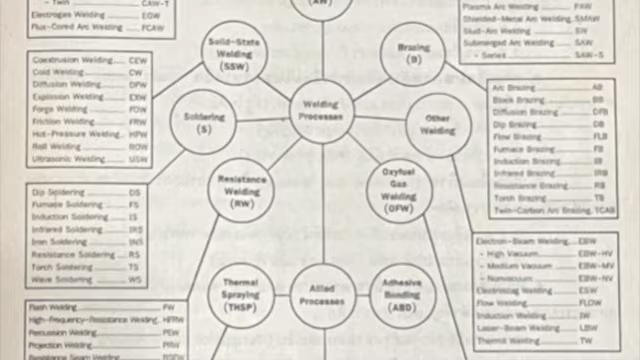 - Twin CAW-T
Electrogas Welding EGW
Flux-Cored Arc Welding FCAW
(AW)
Plasma Arc Welding PAW
Shielded-Metal Arc Welding SMAW
Stud-Arc Welding SW
Submerged Arc Welding SAW
- Series SAW-S
Solid-State
Welding
(SSW)
Brazing
(B)
Coextrusion Welding CEW
Cold Welding CW
Diffusion Welding DFW
Explosion Welding EXW
Forge Welding FOW
Friction Welding FRW
Hot-Pressure Welding HPW
Roll Welding ROW
Ultrasonic Welding USW
Soldering
(S)
Welding
Processes
Other
Welding
Arc Brazing AB
Block Brazing BB
Diffusion Brazing DFB
Dip Brazing DB
Flow Brazing FLB
Furnace Brazing FB
Induction Brazing IB
Infrared Brazing IRB
Resistance Brazing RB
Torch Brazing TB
Twin-Carbon Arc Brazing TCAB
Resistance
Welding
(RW)
Oxyfuel
Gas
Welding
(OFW)
Dip Soldering DS
Furnace Soldering FS
Induction Soldering IS
Infrared Soldering IRS
Iron Soldering INS
Resistance Soldering RS
Torch Soldering TS
Wave Soldering WS
Electron-Beam Welding EBW
- High Vacuum EBW-HV
- Medium Vacuum EBW-MV
- Nonvacuum EBW-NV
Electroslag Welding ESW
Flow Welding FLOW
Induction Welding IW
Laser-Beam Welding LBW
Thermit Welding TW
Thermal
Spraying
(THSP)
Allied
Processes
Adhesive
Bonding
(ABD)
Flash Welding FW
High-Frequency-Resistance Welding HFRW
Percussion Welding PEW
Projection Welding PRW
Resistance Seam Welding RSEW